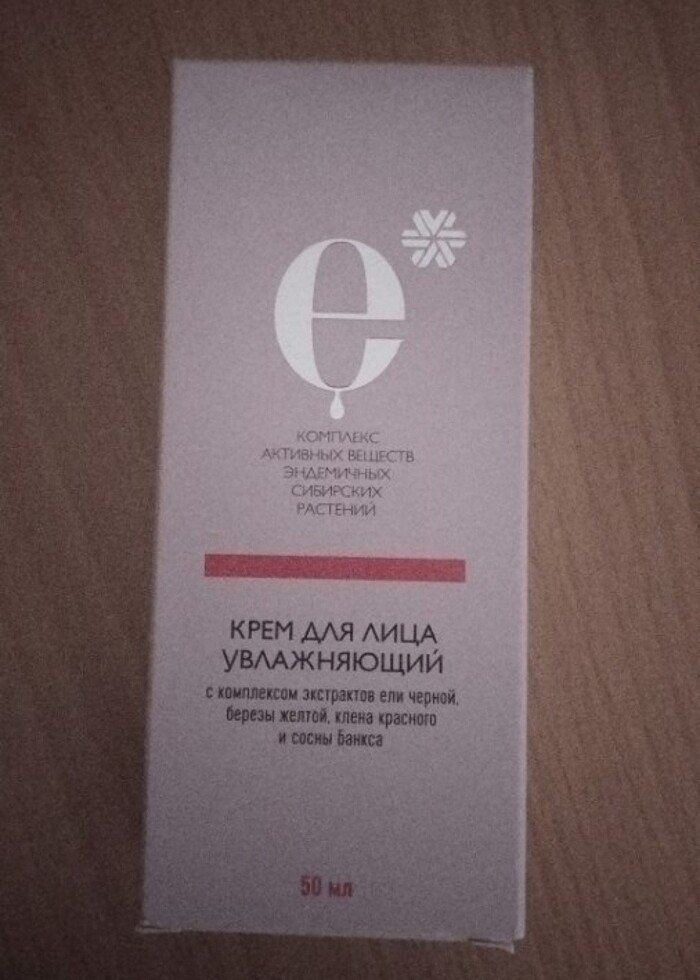 e
КОМПЛЕКС
АКТИВНЫХ ВЕЩЕСТВ
ЭНДЕМИЧНЫХ
СИБИРСКИХ
РАСТЕНИЙ
КРЕМ ДЛЯ ЛИЦА
УВЛАЖНЯЮЩИЙ
с комплексом экстрактов ели черной,
березы желтой, клена красного
и сосны Банкса
50 мл